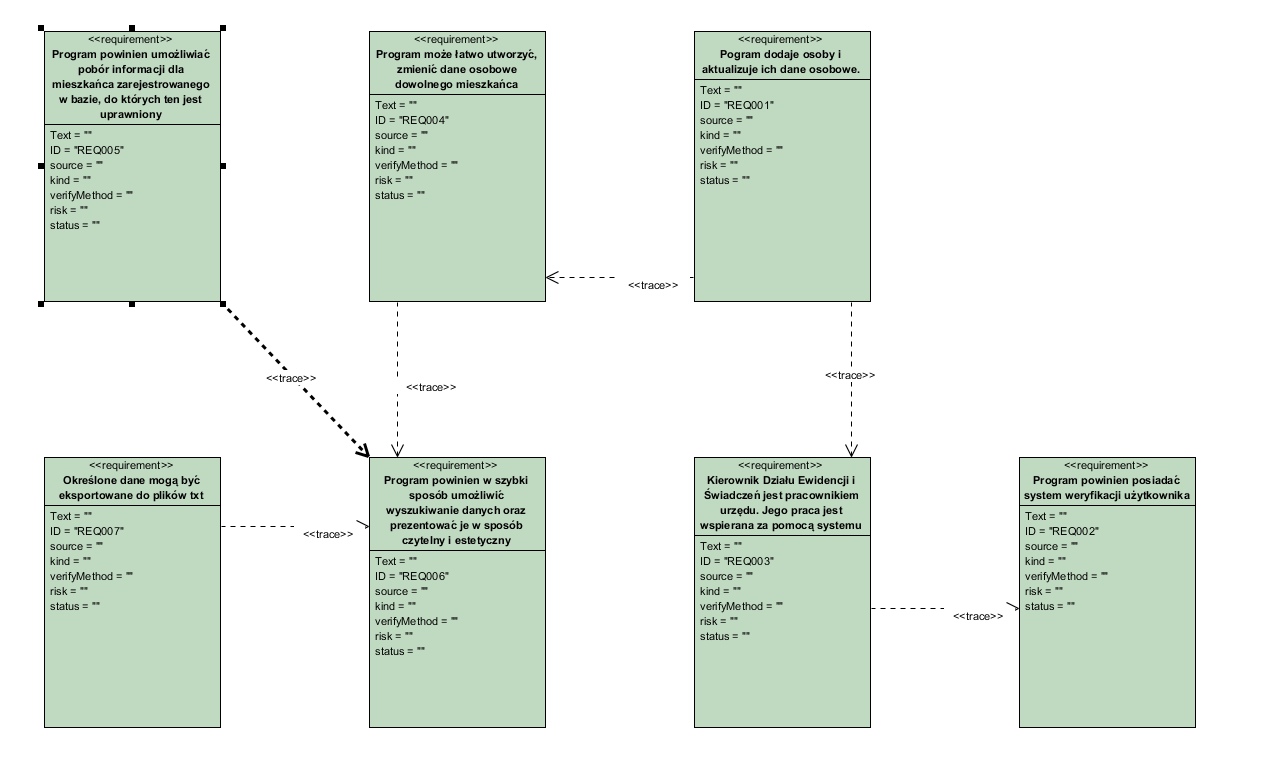 <<requirement>>
Program powinien umożliwiać
pobór informacji dla
mieszkańca zarejestrowanego
w bazie, do których ten jest
uprawniony
Text = ""
ID = "REQ005"
source = ""
kind = ""
verifyMethod = ""
risk = ""
status = ""
<<requirement>>
Program może łatwo utworzyć,
zmienić dane osobowe
dowolnego mieszkańca
Text = ""
ID = "REQ004"
source = ""
kind = ""
verifyMethod = ""
risk = ""
status = ""
<<requirement>>
Pogram dodaje osoby i
aktualizuje ich dane osobowe.
Text = ""
ID = "REQ001"
source = ""
kind = ""
verifyMethod = ""
risk = ""
status = ""
<<trace>>
<<trace>>
<<trace>>
<<trace>>
<<requirement>>
Określone dane mogą być
eksportowane do plików txt
Text = ""
ID = "REQ007"
source = ""
kind = ""
verifyMethod = ""
risk = ""
status = ""
<<trace>>
<<requirement>>
Program powinien w szybki
sposób umożliwić
wyszukiwanie danych oraz
prezentować je w sposób
czytelny i estetyczny
Text = ""
ID = "REQ006"
source = ""
kind = ""
verifyMethod = ""
risk = ""
status = ""
<<requirement>>
Kierownik Działu Ewidencji i
Świadczeń jest pracownikiem
urzędu. Jego praca jest
wspierana za pomocą systemu
Text = ""
ID = "REQ003"
source = ""
kind = ""
verifyMethod = ""
risk = ""
status = ""
<<trace>>
<<requirement>>
Program powinien posiadać
system weryfikacji użytkownika
Text = ""
ID = "REQ002"
source = ""
kind = ""
verifyMethod = ""
risk = ""
status = ""